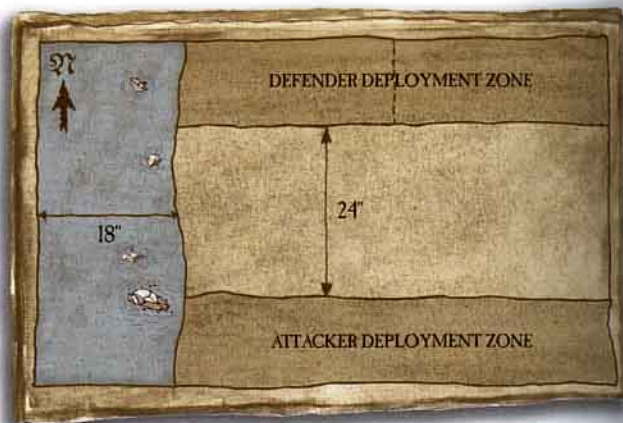 N
DEFENDER DEPLOYMENT ZONE
24"
18"
ATTACKER DEPLOYMENT ZONE